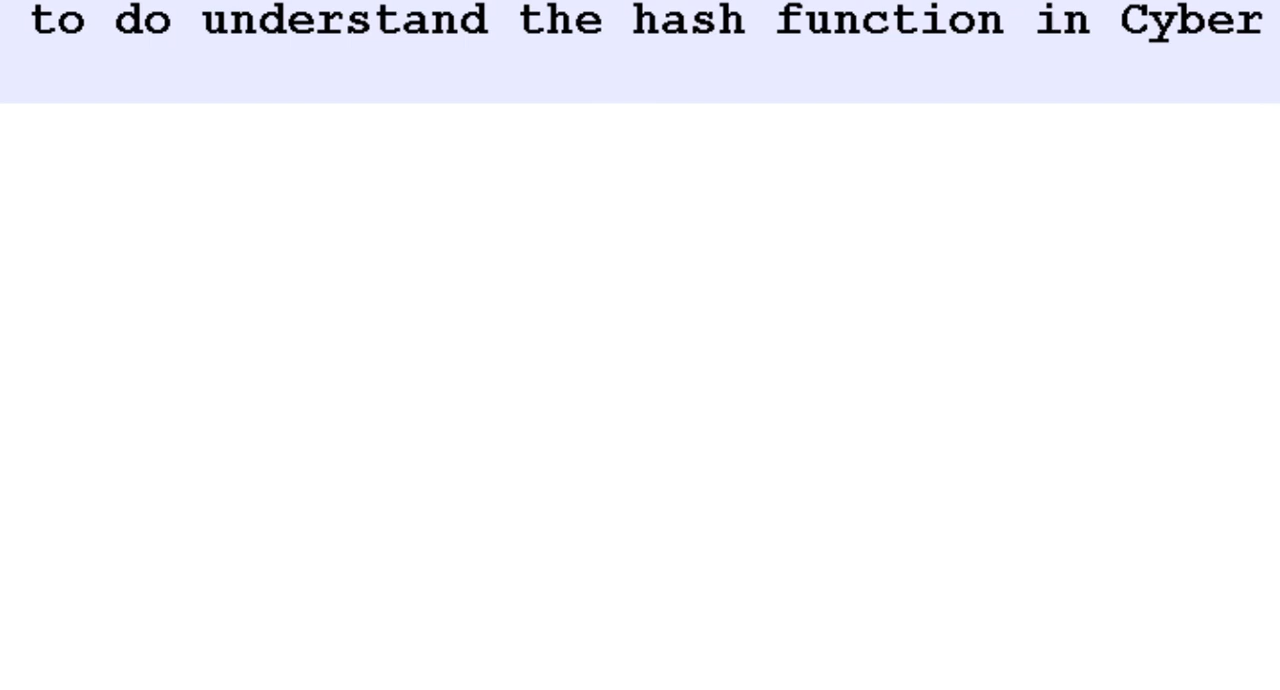 to do understand the hash function in Cyber